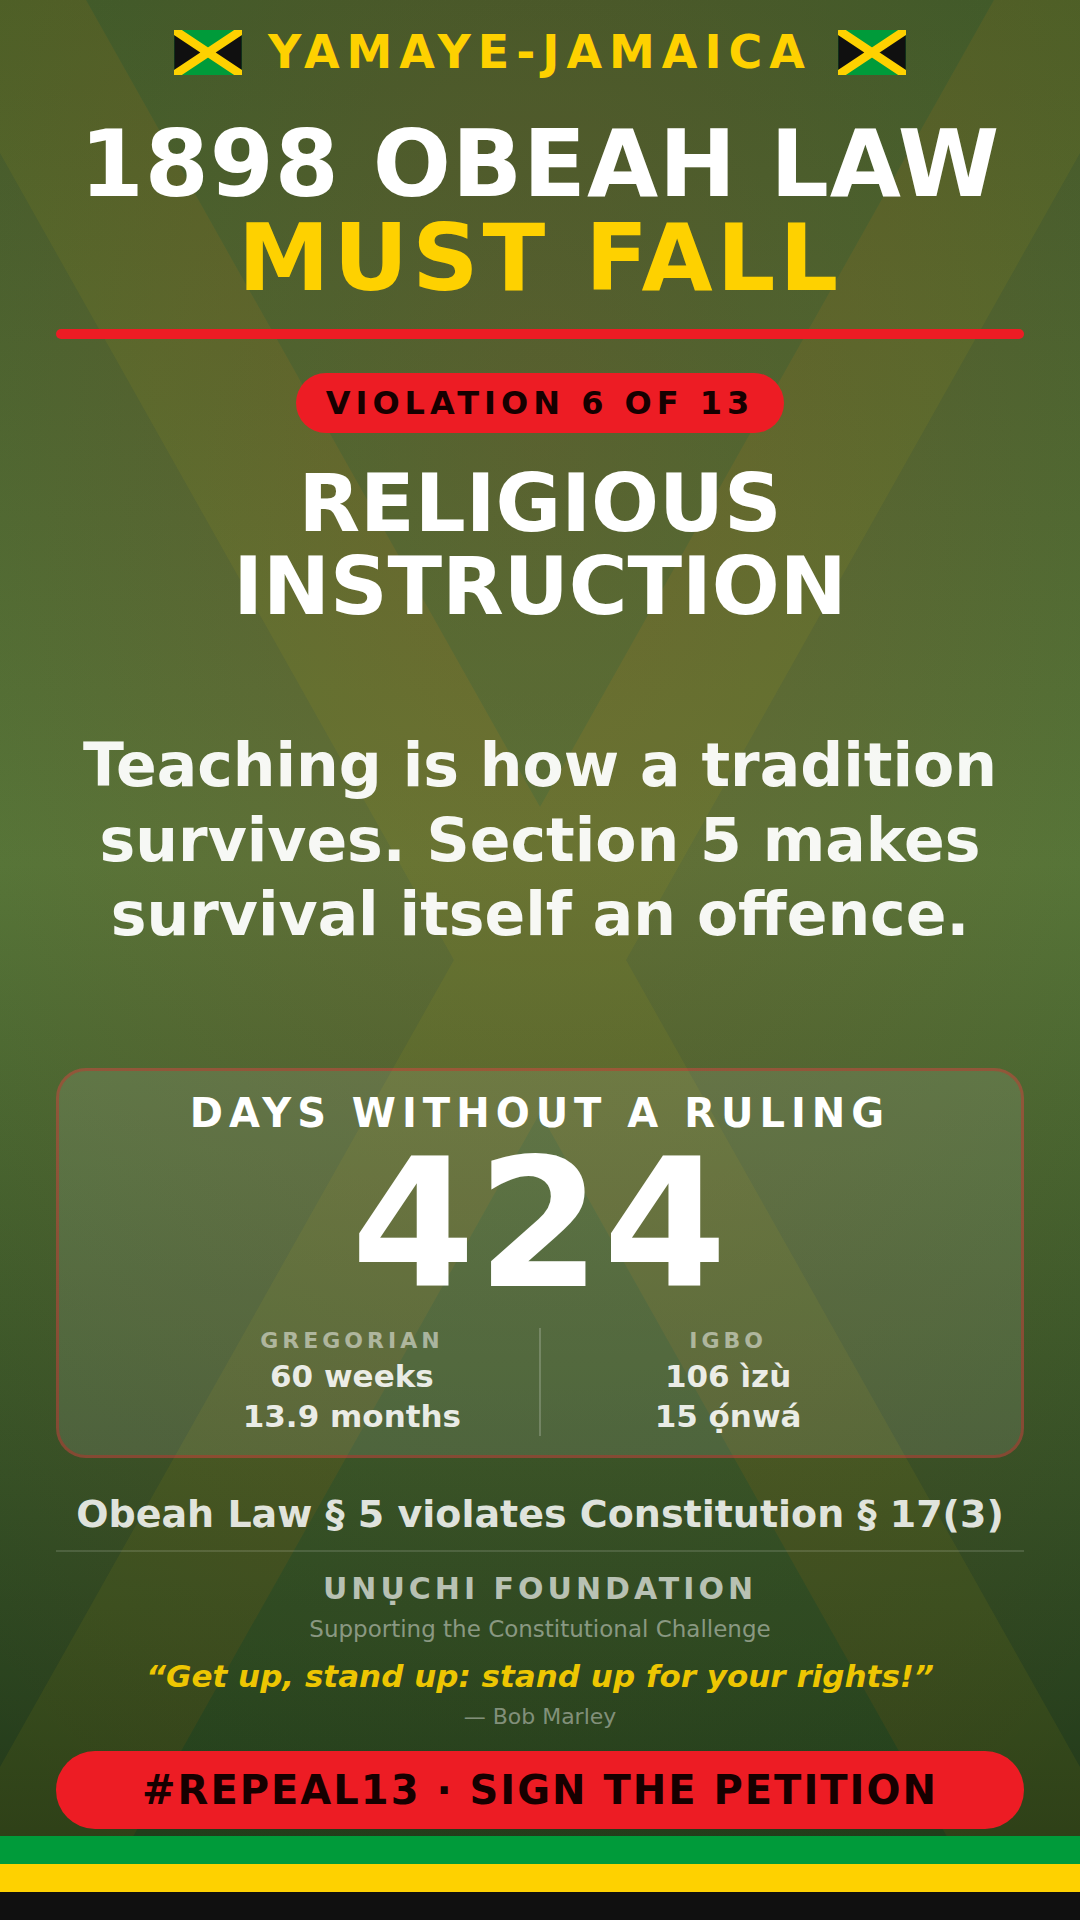 YAMAYE-JAMAICA
1898 OBEAH LAW
MUST FALL
VIOLATION 6 OF 13
RELIGIOUS
INSTRUCTION
Teaching is how a tradition
survives. Section 5 makes
survival itself an offence.
DAYS WITHOUT A RULING
424
GREGORIAN
60 weeks
13.9 months
IGBO
106 ìzù
15 ọ́nwá
Obeah Law § 5 violates Constitution § 17(3)
UNỤCHI FOUNDATION
Supporting the Constitutional Challenge
“Get up, stand up: stand up for your rights!”
— Bob Marley
#REPEAL13 · SIGN THE PETITION